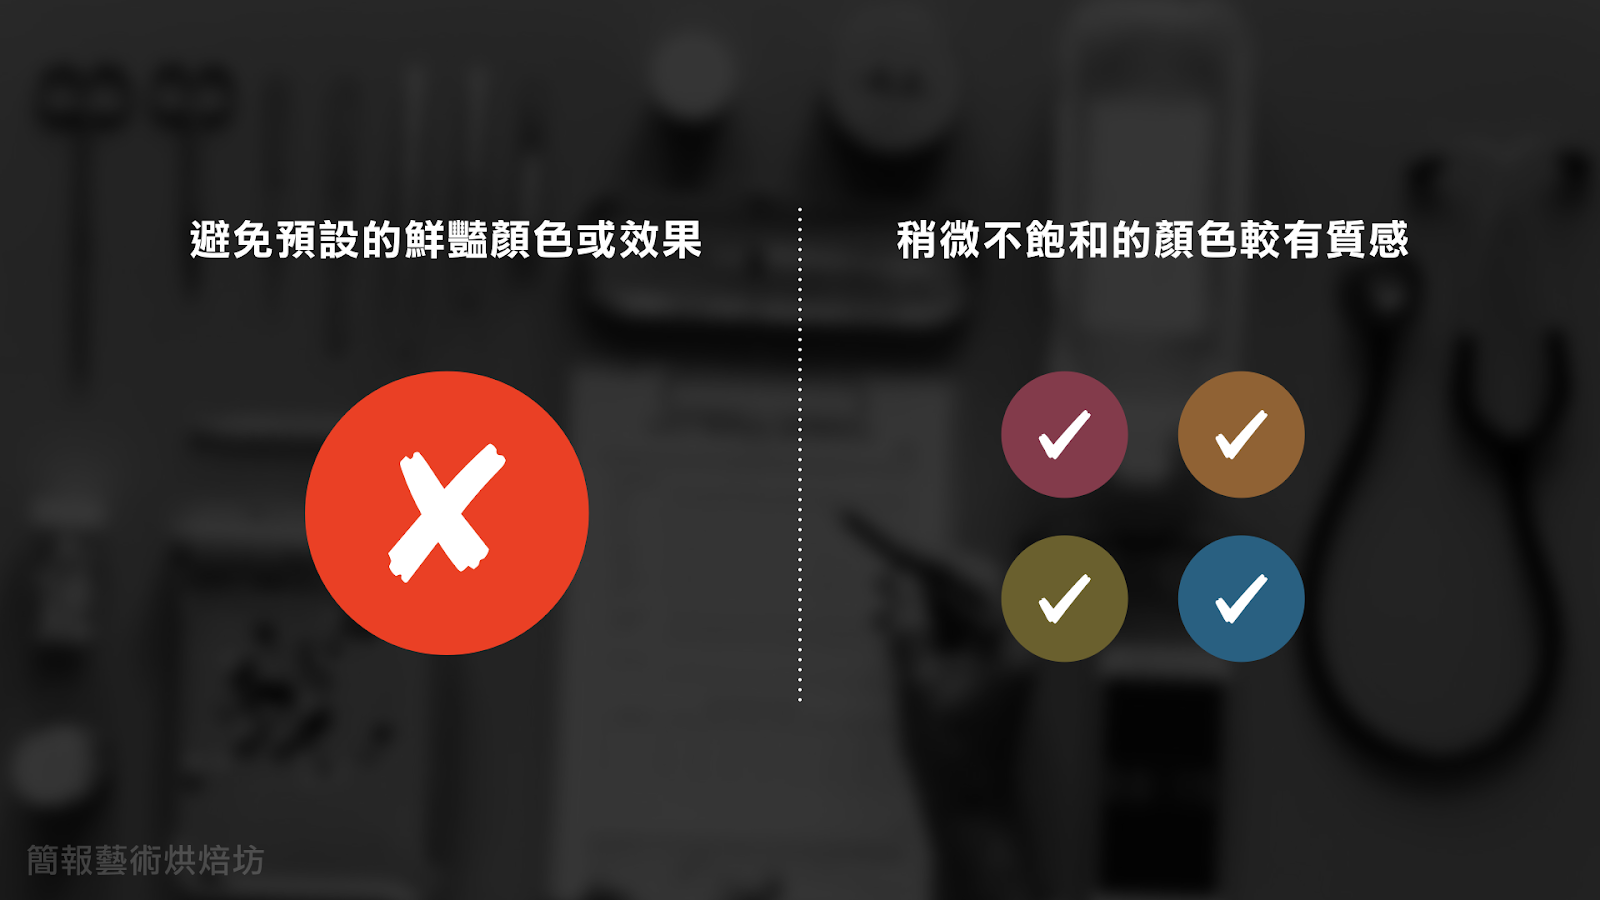 避免預設的鮮豔顏色或效果
稍微不飽和的顏色較有質感
簡報藝術烘焙坊